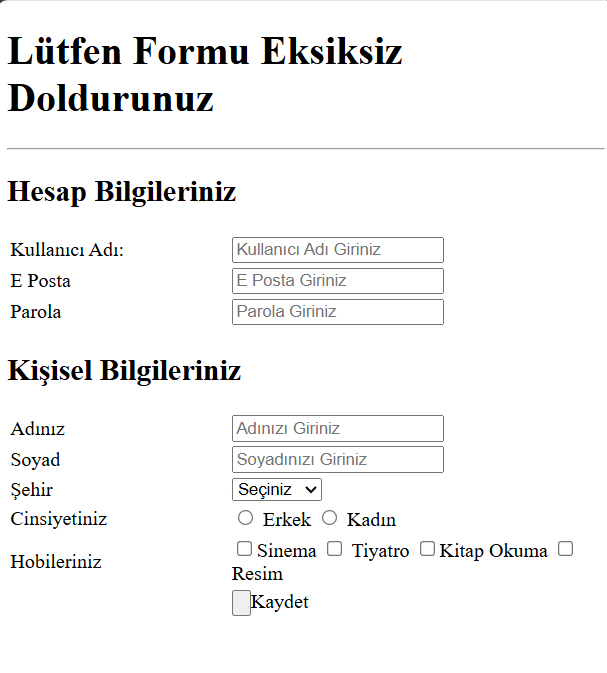 Lütfen Formu Eksiksiz
Doldurunuz
Hesap Bilgileriniz
Kullanıcı Adı: Kullanıcı Adı Giriniz
E Posta E Posta Giriniz
Parola Parola Giriniz
Kişisel Bilgileriniz
Adınız Adınızı Giriniz
Soyad Soyadınızı Giriniz
Şehir Seçiniz
Cinsiyetiniz Erkek Kadın
Hobileriniz Sinema Tiyatro Kitap Okuma
Resim
Kaydet